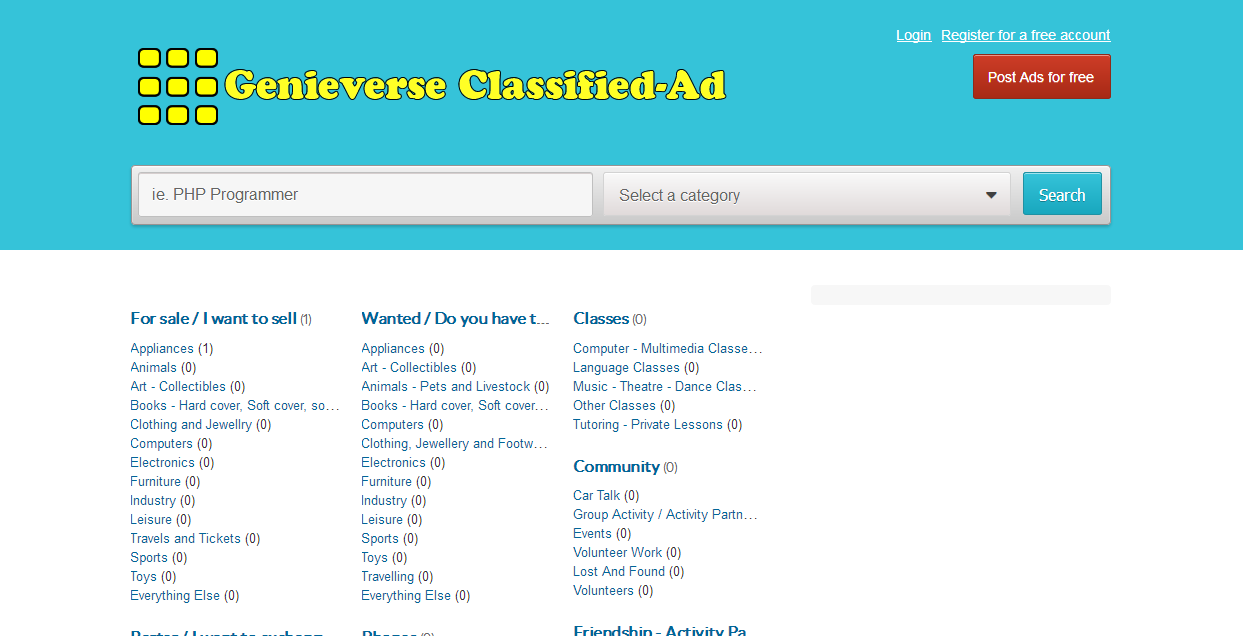 Login Register for a free account
Genieverse Classified-Ad
Post Ads for free
ie. PHP Programmer
Select a category
Search
For sale / I want to sell (1)
Appliances (1)
Animals (0)
Art - Collectibles (0)
Books - Hard cover, Soft cover, so...
Clothing and Jewellry (0)
Computers (0)
Electronics (0)
Furniture (0)
Industry (0)
Leisure (0)
Travels and Tickets (0)
Sports (0)
Toys (0)
Everything Else (0)
Wanted / Do you have t...
Appliances (0)
Art - Collectibles (0)
Animals - Pets and Livestock (0)
Books - Hard cover, Soft cover...
Computers (0)
Clothing, Jewellery and Footw...
Electronics (0)
Furniture (0)
Industry (0)
Leisure (0)
Sports (0)
Toys (0)
Travelling (0)
Everything Else (0)
Classes (0)
Computer - Multimedia Classe...
Language Classes (0)
Music - Theatre - Dance Clas...
Other Classes (0)
Tutoring - Private Lessons (0)
Community (0)
Car Talk (0)
Group Activity / Activity Partn...
Events (0)
Volunteer Work (0)
Lost And Found (0)
Volunteers (0)
Friendship - Activity Pa